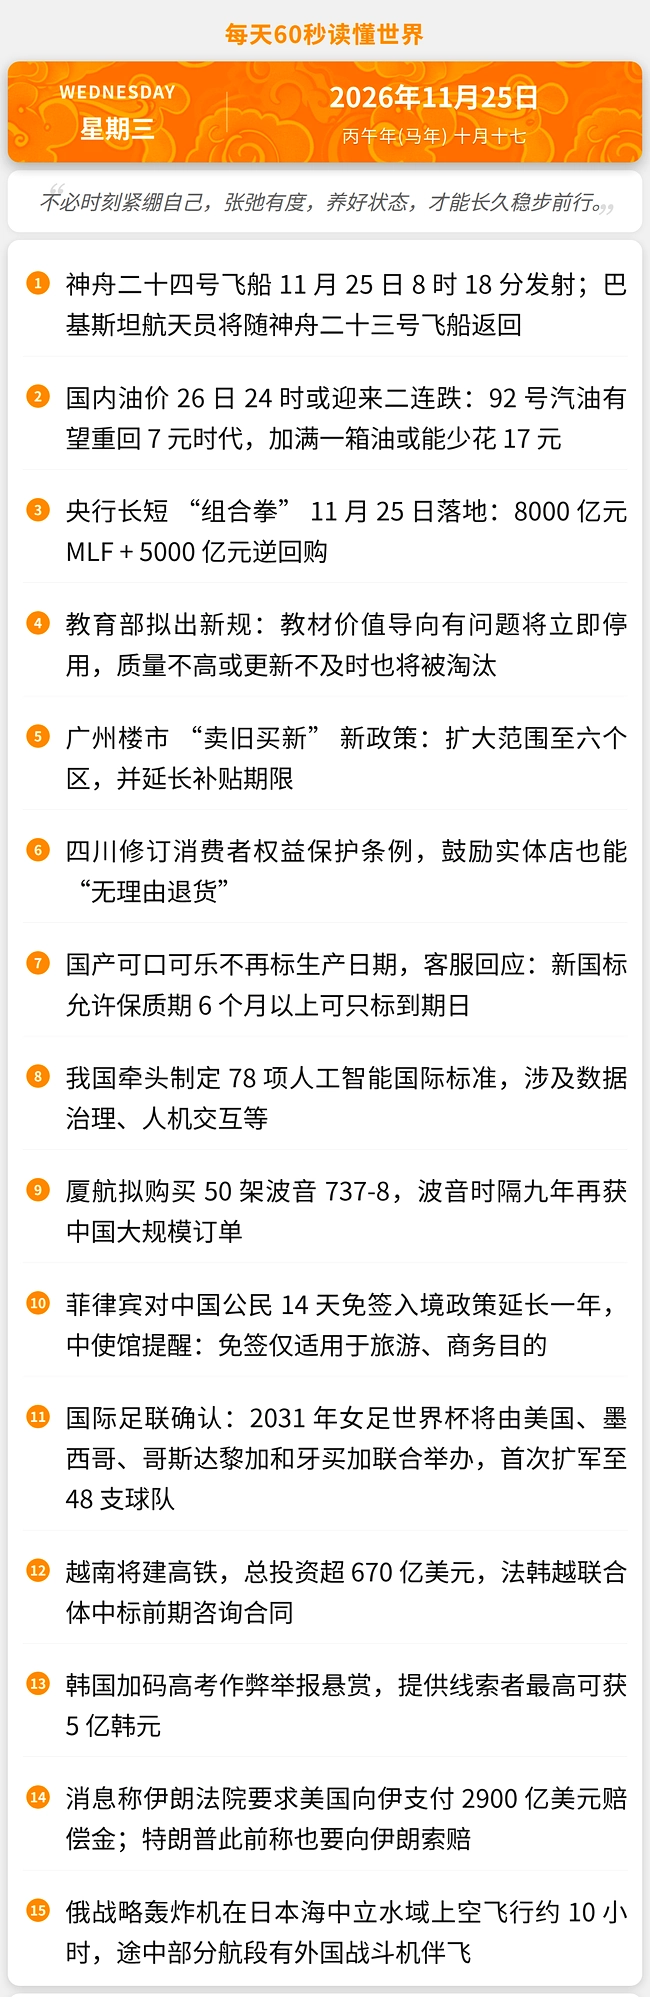 每天60秒读懂世界
WEDNESDAY
星期三
2026年11月25日
丙午年(马年) 十月十七
“不必时刻紧绷自己，张弛有度，养好状态，才能长久稳步前行。”
1 神舟二十四号飞船 11 月 25 日 8 时 18 分发射；巴
基斯坦航天员将随神舟二十三号飞船返回
2 国内油价 26 日 24 时或迎来二连跌：92 号汽油有
望重回 7 元时代，加满一箱油或能少花 17 元
3 央行长短 “组合拳” 11 月 25 日落地：8000 亿元
MLF + 5000 亿元逆回购
4 教育部拟出新规：教材价值导向有问题将立即停
用，质量不高或更新不及时也将被淘汰
5 广州楼市 “卖旧买新” 新政策：扩大范围至六个
区，并延长补贴期限
6 四川修订消费者权益保护条例，鼓励实体店也能
“无理由退货”
7 国产可口可乐不再标生产日期，客服回应：新国标
允许保质期 6 个月以上可只标到期日
8 我国牵头制定 78 项人工智能国际标准，涉及数据
治理、人机交互等
9 厦航拟购买 50 架波音 737-8，波音时隔九年再获
中国大规模订单
10 菲律宾对中国公民 14 天免签入境政策延长一年，
中使馆提醒：免签仅适用于旅游、商务目的
11 国际足联确认：2031 年女足世界杯将由美国、墨
西哥、哥斯达黎加和牙买加联合举办，首次扩军至
48 支球队
12 越南将建高铁，总投资超 670 亿美元，法韩越联合
体中标前期咨询合同
13 韩国加码高考作弊举报悬赏，提供线索者最高可获
5 亿韩元
14 消息称伊朗法院要求美国向伊支付 2900 亿美元赔
偿金；特朗普此前称也要向伊朗索赔
15 俄战略轰炸机在日本海中立水域上空飞行约 10 小
时，途中部分航段有外国战斗机伴飞